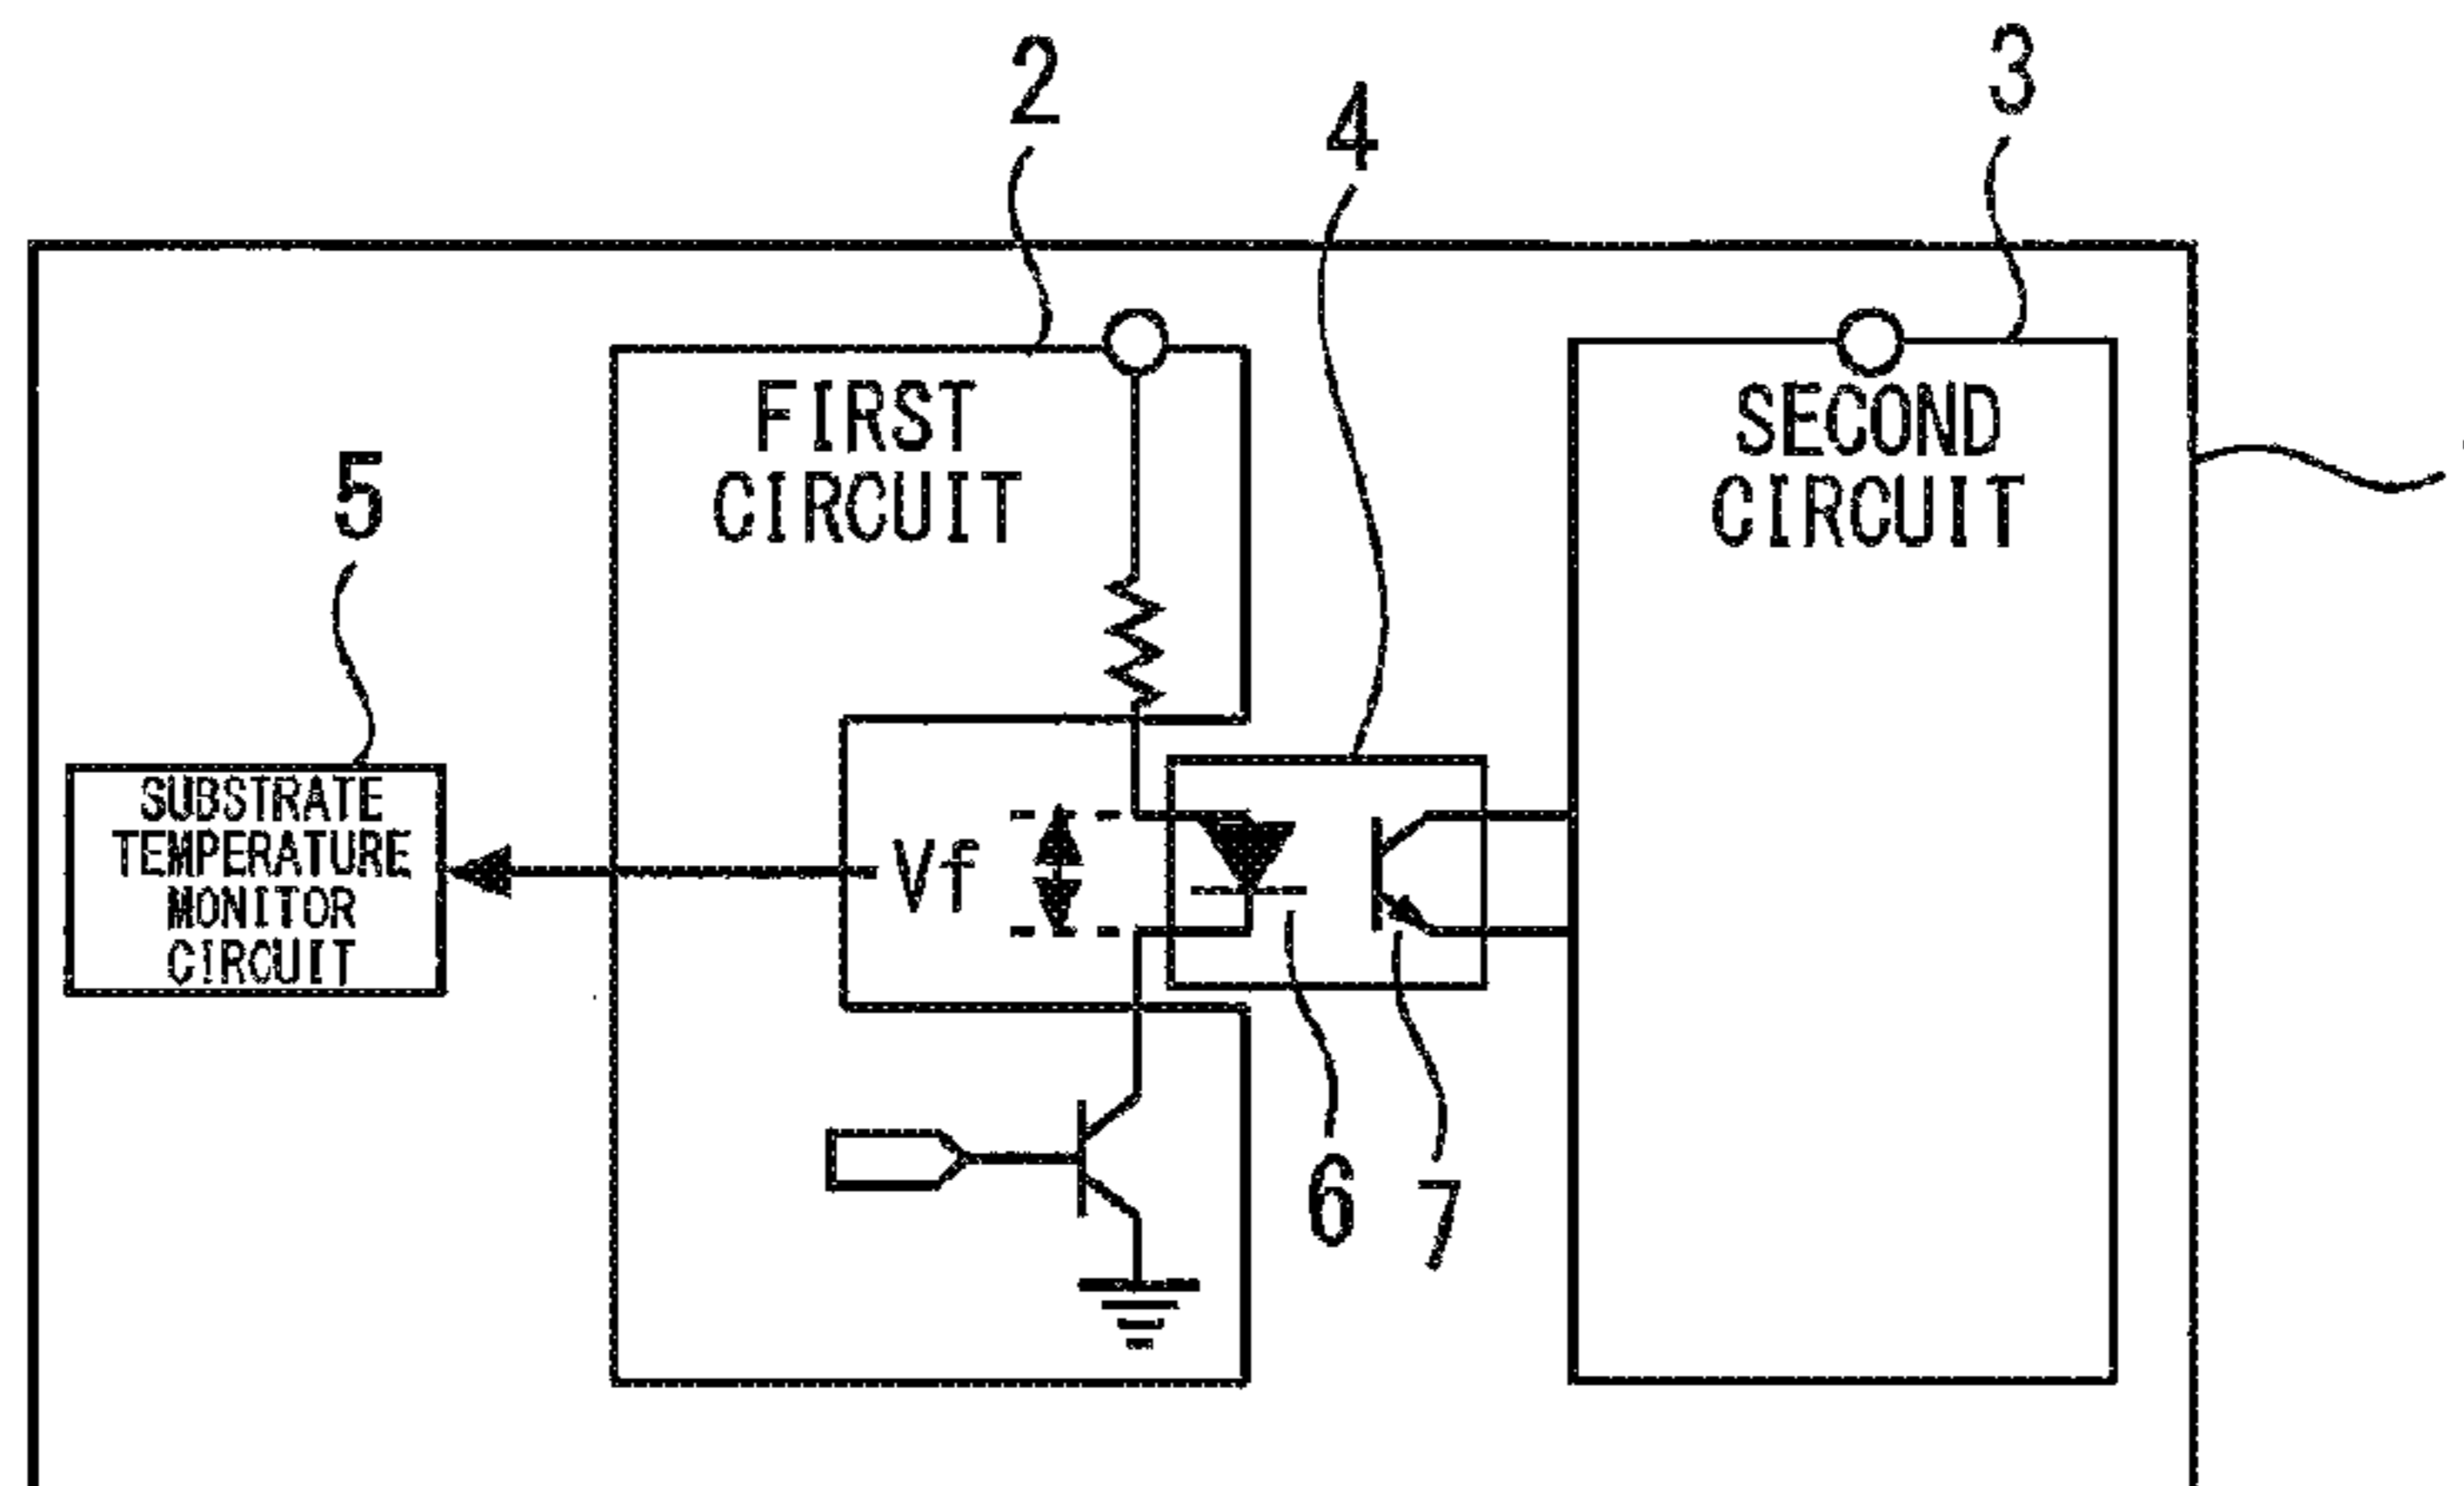 2
3
4
FIRST
CIRCUIT
SECOND
CIRCUIT
5
SUBSTRATE
TEMPERATURE
MONITOR
CIRCUIT
Vf
6
7